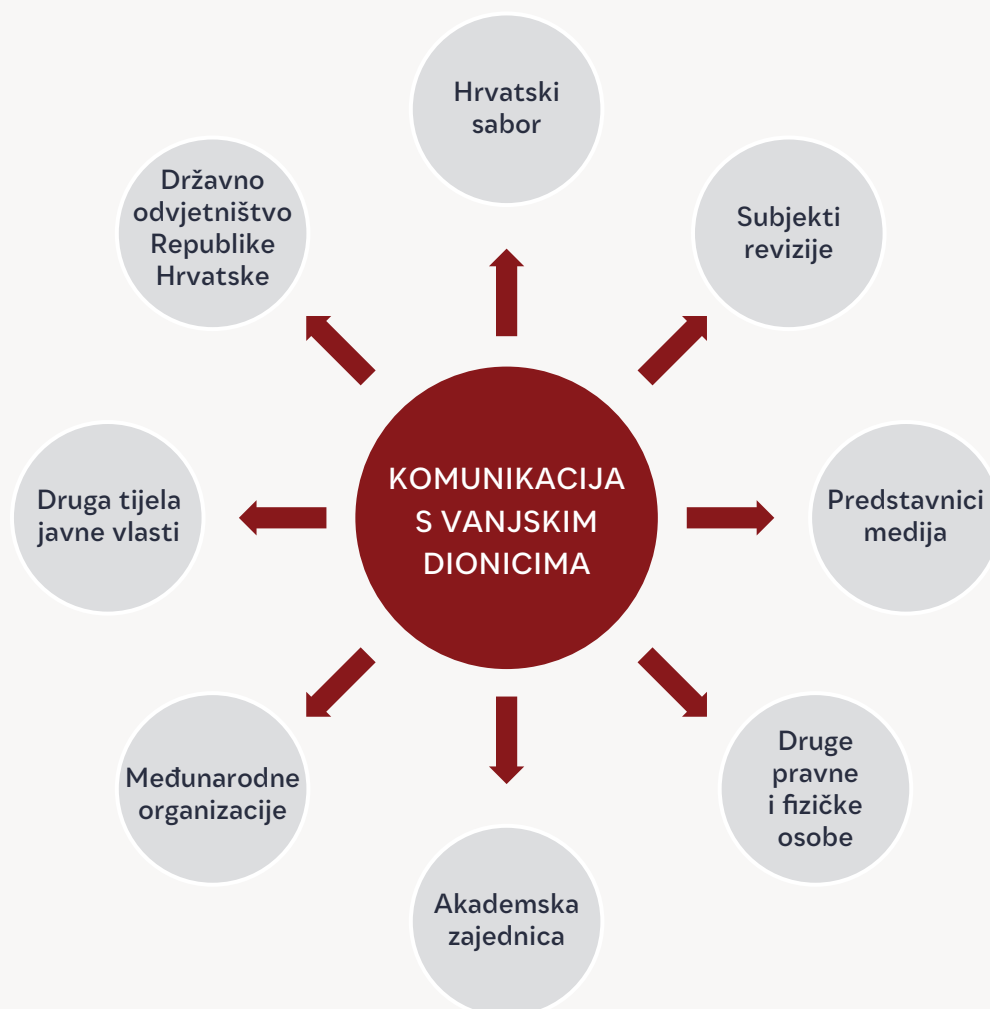 Hrvatski
sabor
Subjekti
revizije
Predstavnici
medija
Druge
pravne
i fizičke
osobe
Akademska
zajednica
Međunarodne
organizacije
Druga tijela
javne vlasti
Državno
odvjetništvo
Republike
Hrvatske
KOMUNIKACIJA
S VANJSKIM
DIONICIMA